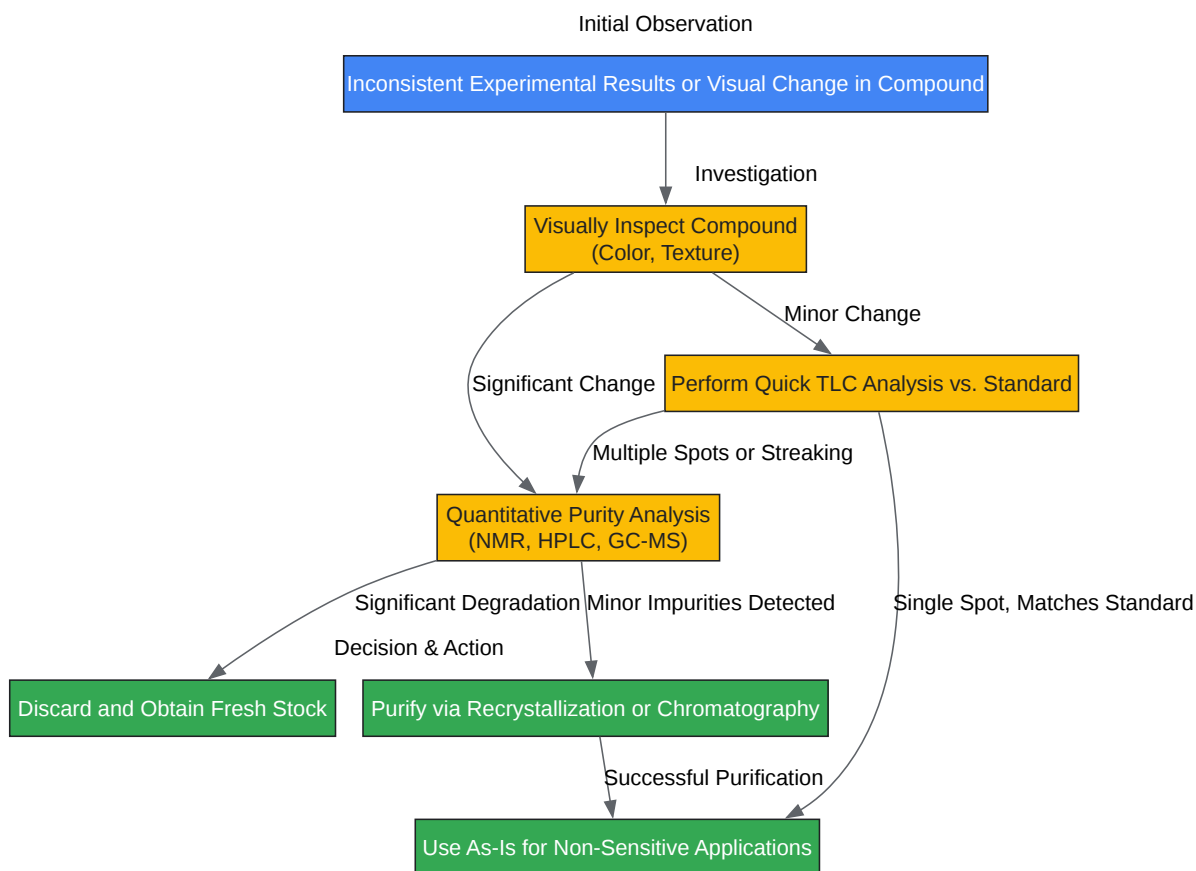 Initial Observation
Inconsistent Experimental Results or Visual Change in Compound
Investigation
Visually Inspect Compound
(Color, Texture)
Minor Change
Significant Change
Perform Quick TLC Analysis vs. Standard
Multiple Spots or Streaking
Quantitative Purity Analysis
(NMR, HPLC, GC-MS)
Significant Degradation
Minor Impurities Detected
Single Spot, Matches Standard
Decision & Action
Discard and Obtain Fresh Stock
Purify via Recrystallization or Chromatography
Successful Purification
Use As-Is for Non-Sensitive Applications